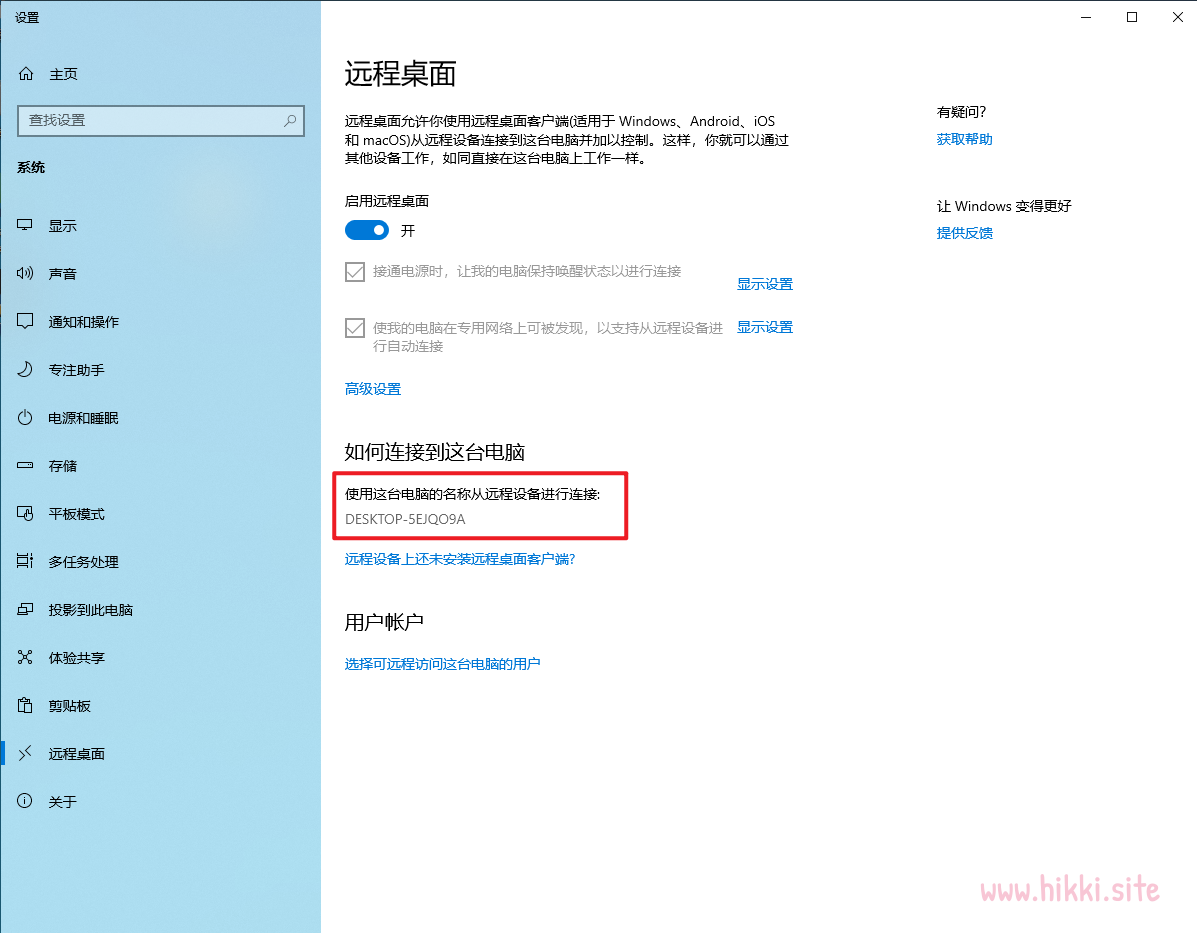 设置
主页
查找设置
系统
显示
声音
通知和操作
专注助手
电源和睡眠
存储
平板模式
多任务处理
投影到此电脑
体验共享
剪贴板
远程桌面
关于
远程桌面
远程桌面允许你使用远程桌面客户端(适用于 Windows、Android、iOS
和 macOS)从远程设备连接到这台电脑并加以控制。这样，你就可以通过
其他设备工作，如同直接在这台电脑上工作一样。
启用远程桌面
开
接通电源时，让我的电脑保持唤醒状态以进行连接
显示设置
使我的电脑在专用网络上可被发现，以支持从远程设备进
行自动连接
显示设置
高级设置
如何连接到这台电脑
使用这台电脑的名称从远程设备进行连接:
DESKTOP-5EJQO9A
远程设备上还未安装远程桌面客户端?
用户帐户
选择可远程访问这台电脑的用户
有疑问?
获取帮助
让 Windows 变得更好
提供反馈
www.hikki.site